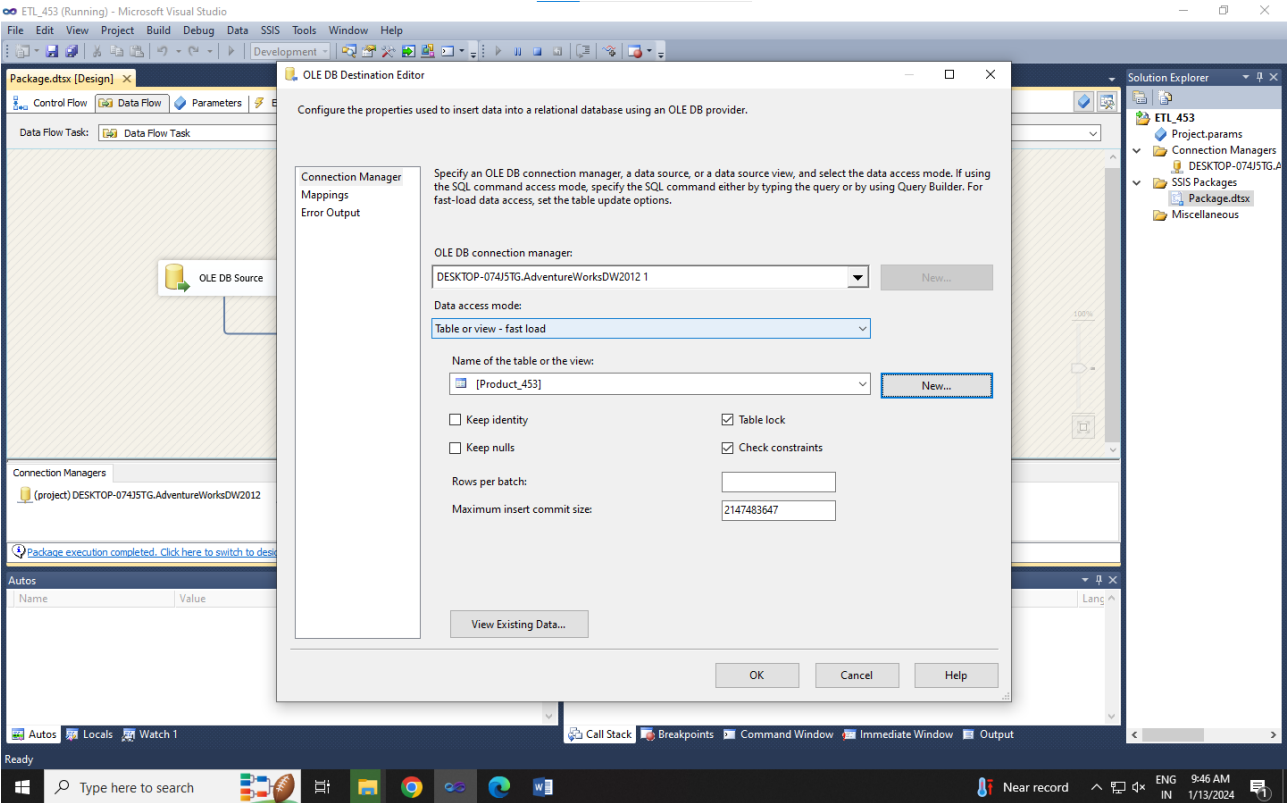 ETL_453 (Running) - Microsoft Visual Studio
File Edit View Project Build Debug Data SSIS Tools Window Help
Development
Package.dtsx [Design]
Control Flow Data Flow Parameters E
Data Flow Task: Data Flow Task
OLE DB Source
100%
OLE DB Destination Editor
Configure the properties used to insert data into a relational database using an OLE DB provider.
Connection Manager
Mappings
Error Output
Specify an OLE DB connection manager, a data source, or a data source view, and select the data access mode. If using
the SQL command access mode, specify the SQL command either by typing the query or by using Query Builder. For
fast-load data access, set the table update options.
OLE DB connection manager:
DESKTOP-074J5TG.AdventureWorksDW2012 1
New...
Data access mode:
Table or view - fast load
Name of the table or the view:
[Product_453]
New...
Keep identity
Table lock
Keep nulls
Check constraints
Rows per batch:
Maximum insert commit size:
2147483647
View Existing Data...
OK Cancel Help
Solution Explorer
ETL_453
Project.params
Connection Managers
DESKTOP-074J5TG.A
SSIS Packages
Package.dtsx
Miscellaneous
Connection Managers
(project) DESKTOP-074J5TG.AdventureWorksDW2012
Package execution completed. Click here to switch to desig
Autos
Name Value
Lang
Autos Locals Watch 1
Call Stack Breakpoints Command Window Immediate Window Output
Ready
Type here to search
Near record
ENG
IN
9:46 AM
1/13/2024
1